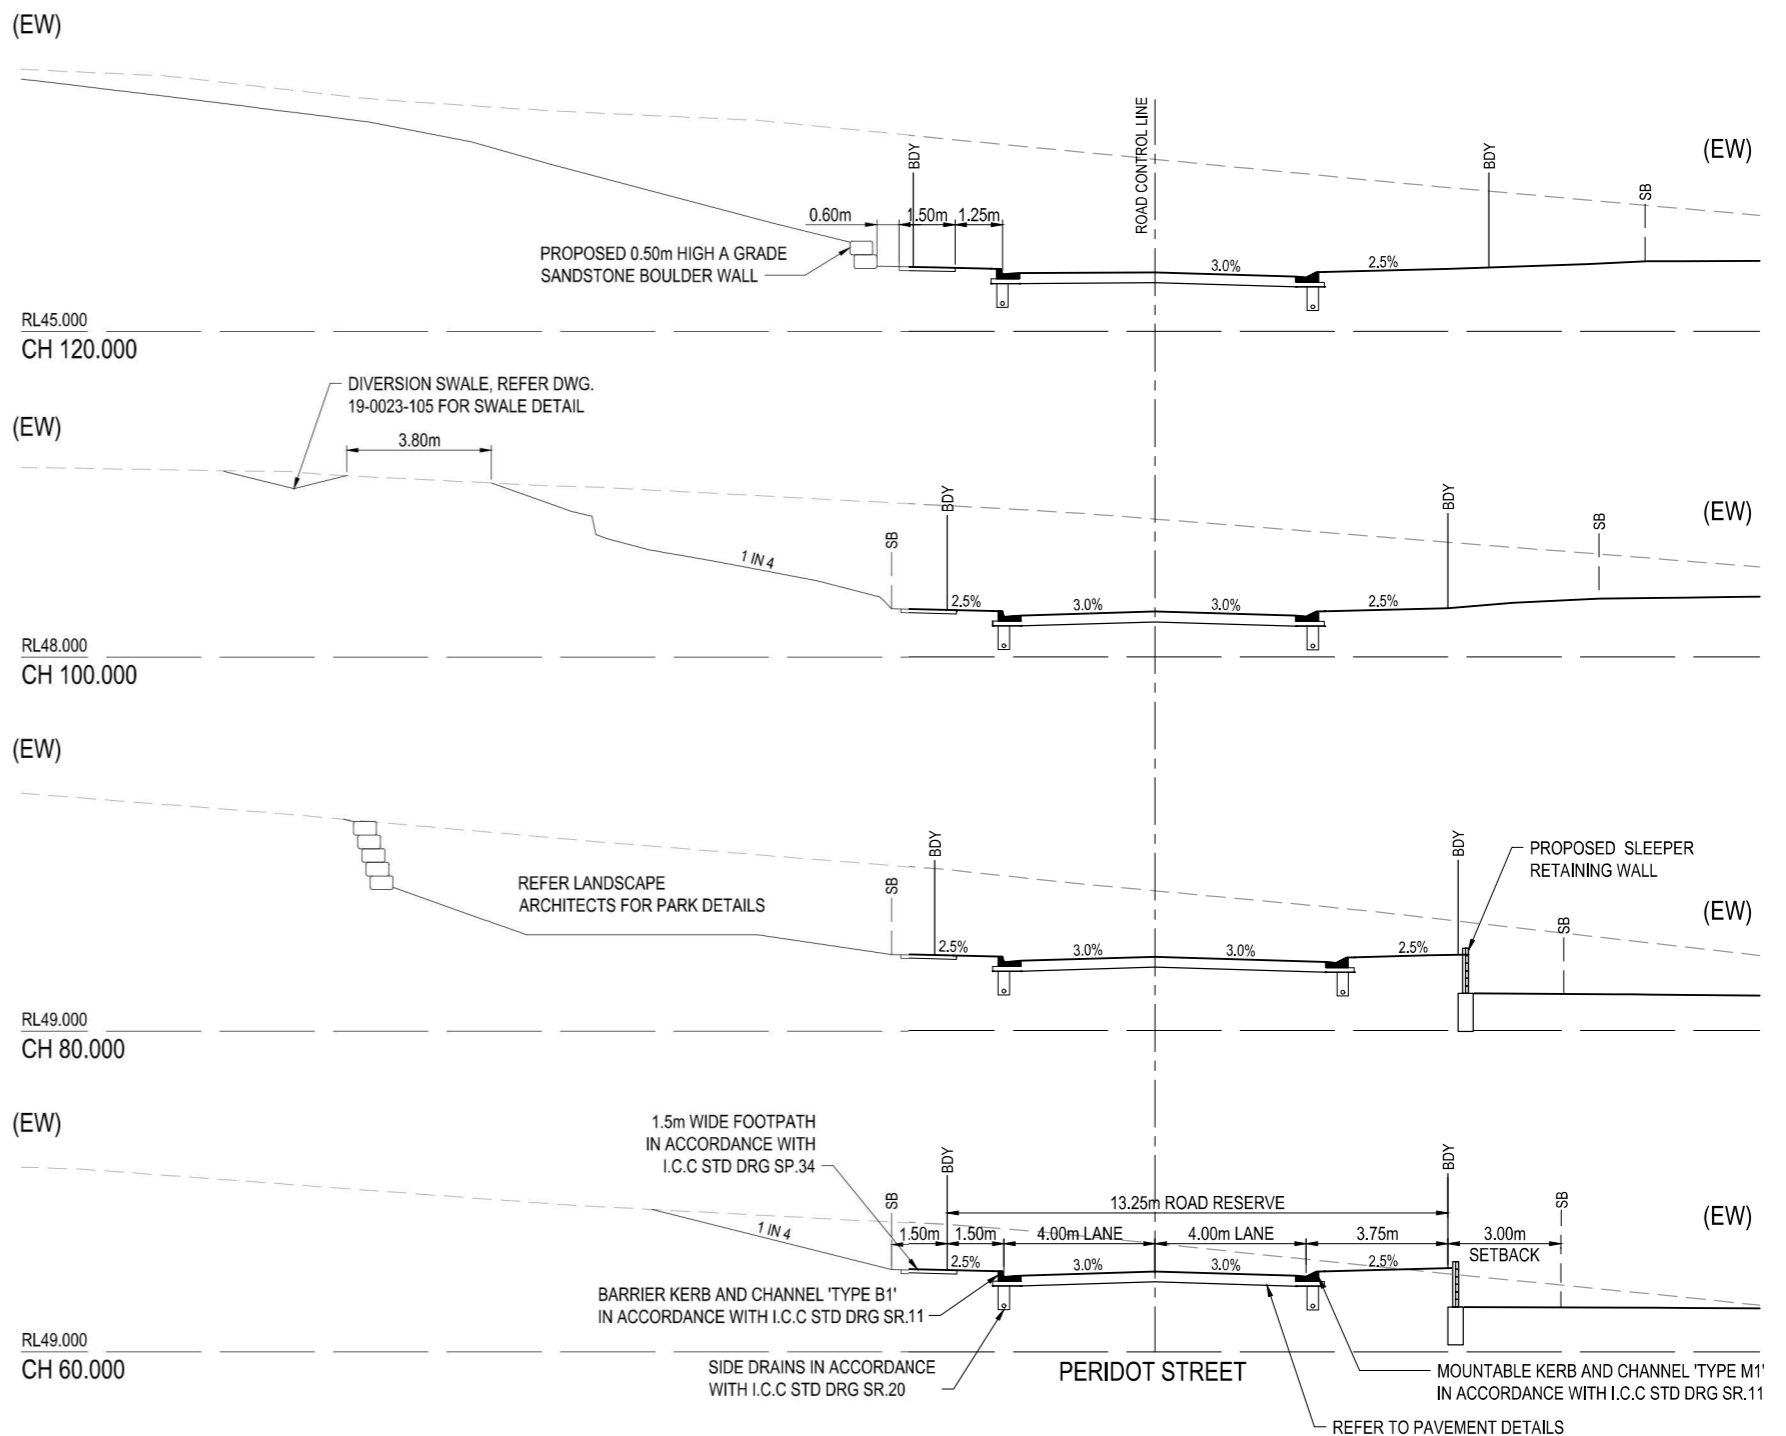 (EW)
ROAD CONTROL LINE
BDY
BDY
(EW)
SB
0.60m
1.50m
1.25m
PROPOSED 0.50m HIGH A GRADE
SANDSTONE BOULDER WALL
3.0%
2.5%
RL45.000
CH 120.000
DIVERSION SWALE, REFER DWG.
19-0023-105 FOR SWALE DETAIL
(EW)
3.80m
BDY
BDY
(EW)
SB
SB
1 IN 4
2.5%
3.0%
3.0%
2.5%
RL48.000
CH 100.000
(EW)
BDY
BDY
PROPOSED SLEEPER
RETAINING WALL
REFER LANDSCAPE
ARCHITECTS FOR PARK DETAILS
SB
SB
(EW)
2.5%
3.0%
3.0%
2.5%
RL49.000
CH 80.000
(EW)
1.5m WIDE FOOTPATH
IN ACCORDANCE WITH
I.C.C STD DRG SP.34
BDY
BDY
SB
SB
13.25m ROAD RESERVE
(EW)
1 IN 4
1.50m
1.50m
4.00m LANE
4.00m LANE
3.75m
3.00m
SETBACK
2.5%
3.0%
3.0%
2.5%
BARRIER KERB AND CHANNEL 'TYPE B1'
IN ACCORDANCE WITH I.C.C STD DRG SR.11
RL49.000
CH 60.000
SIDE DRAINS IN ACCORDANCE
WITH I.C.C STD DRG SR.20
PERIDOT STREET
MOUNTABLE KERB AND CHANNEL 'TYPE M1'
IN ACCORDANCE WITH I.C.C STD DRG SR.11
REFER TO PAVEMENT DETAILS